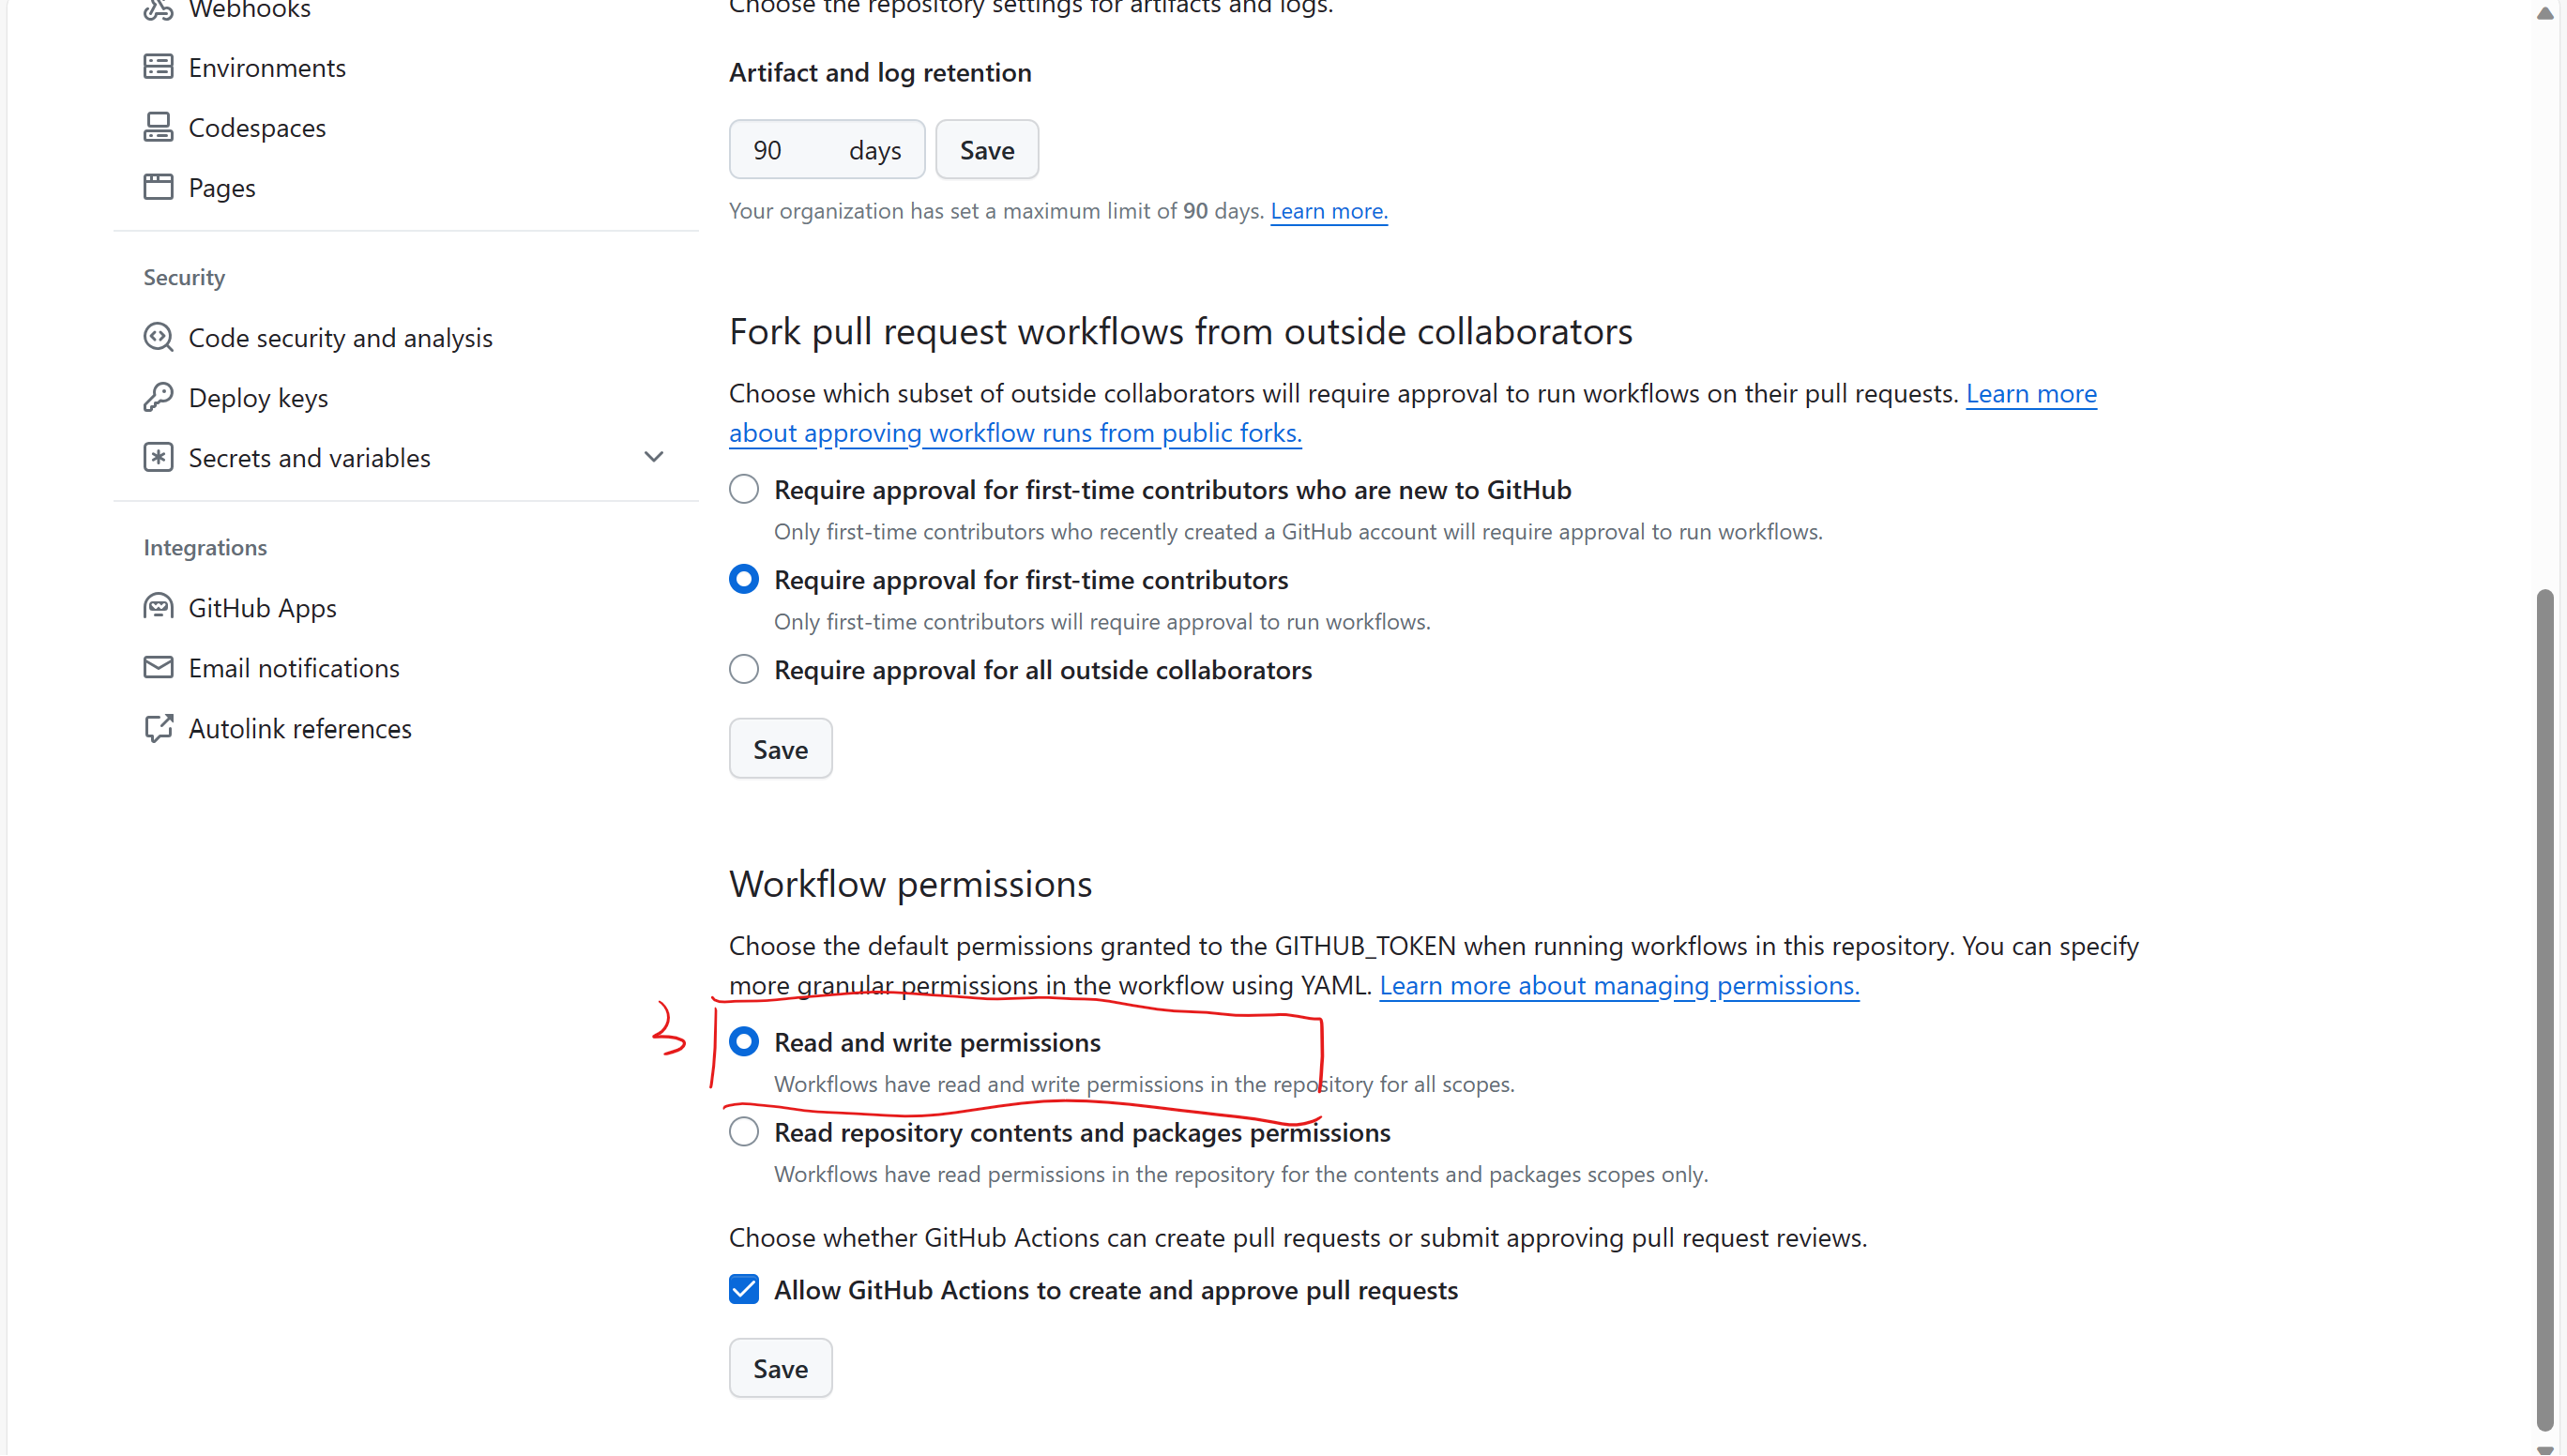 Webhooks
Environments
Codespaces
Pages
Security
Code security and analysis
Deploy keys
Secrets and variables
Integrations
GitHub Apps
Email notifications
Autolink references
Choose the repository settings for artifacts and logs.
Artifact and log retention
90 days Save
Your organization has set a maximum limit of 90 days. Learn more.
Fork pull request workflows from outside collaborators
Choose which subset of outside collaborators will require approval to run workflows on their pull requests. Learn more
about approving workflow runs from public forks.
Require approval for first-time contributors who are new to GitHub
Only first-time contributors who recently created a GitHub account will require approval to run workflows.
Require approval for first-time contributors
Only first-time contributors will require approval to run workflows.
Require approval for all outside collaborators
Save
Workflow permissions
Choose the default permissions granted to the GITHUB_TOKEN when running workflows in this repository. You can specify
more granular permissions in the workflow using YAML. Learn more about managing permissions.
3 Read and write permissions
Workflows have read and write permissions in the repository for all scopes.
Read repository contents and packages permissions
Workflows have read permissions in the repository for the contents and packages scopes only.
Choose whether GitHub Actions can create pull requests or submit approving pull request reviews.
Allow GitHub Actions to create and approve pull requests
Save